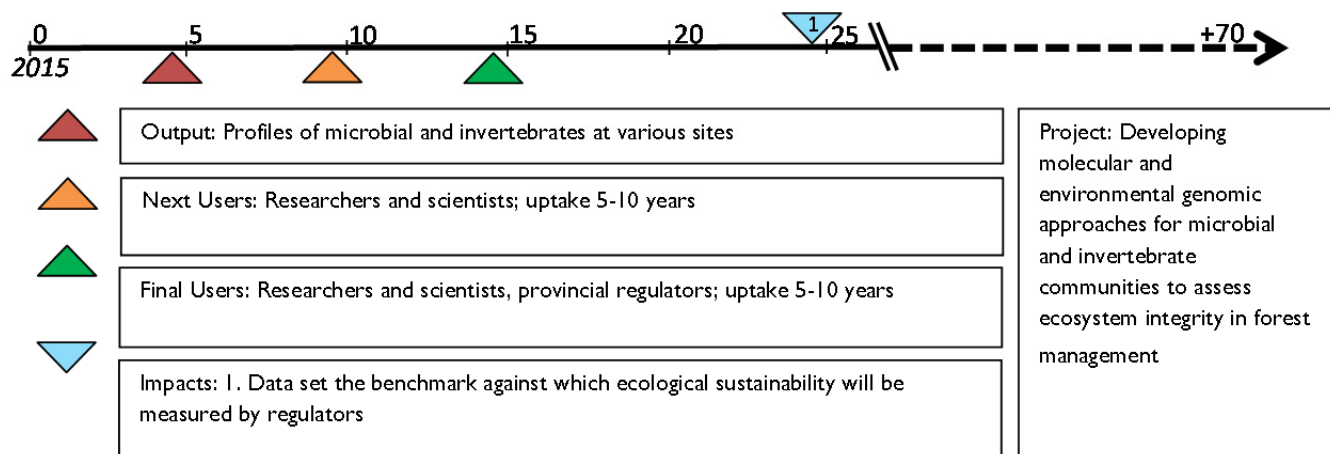 0 5 10 15 20 1 25 +70
2015
Output: Profiles of microbial and invertebrates at various sites
Next Users: Researchers and scientists; uptake 5-10 years
Final Users: Researchers and scientists, provincial regulators; uptake 5-10 years
Impacts: 1. Data set the benchmark against which ecological sustainability will be
measured by regulators
Project: Developing
molecular and
environmental genomic
approaches for microbial
and invertebrate
communities to assess
ecosystem integrity in forest
management